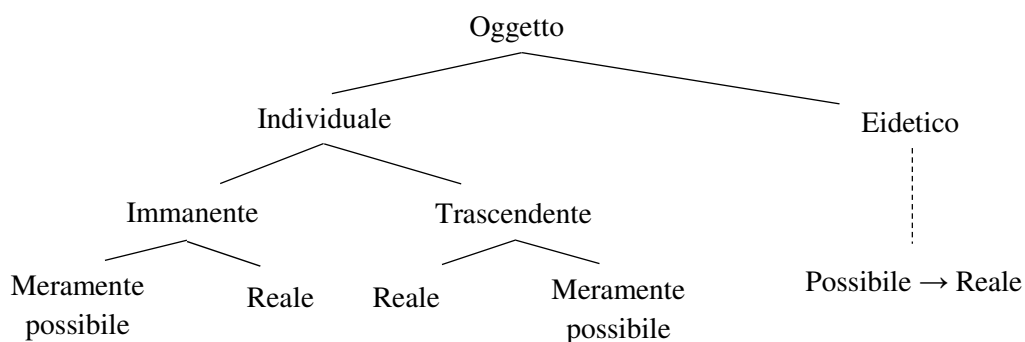 Oggetto
Individuale
Eidetico
Immanente
Trascendente
Meramente
possibile
Reale
Reale
Meramente
possibile
Possibile → Reale